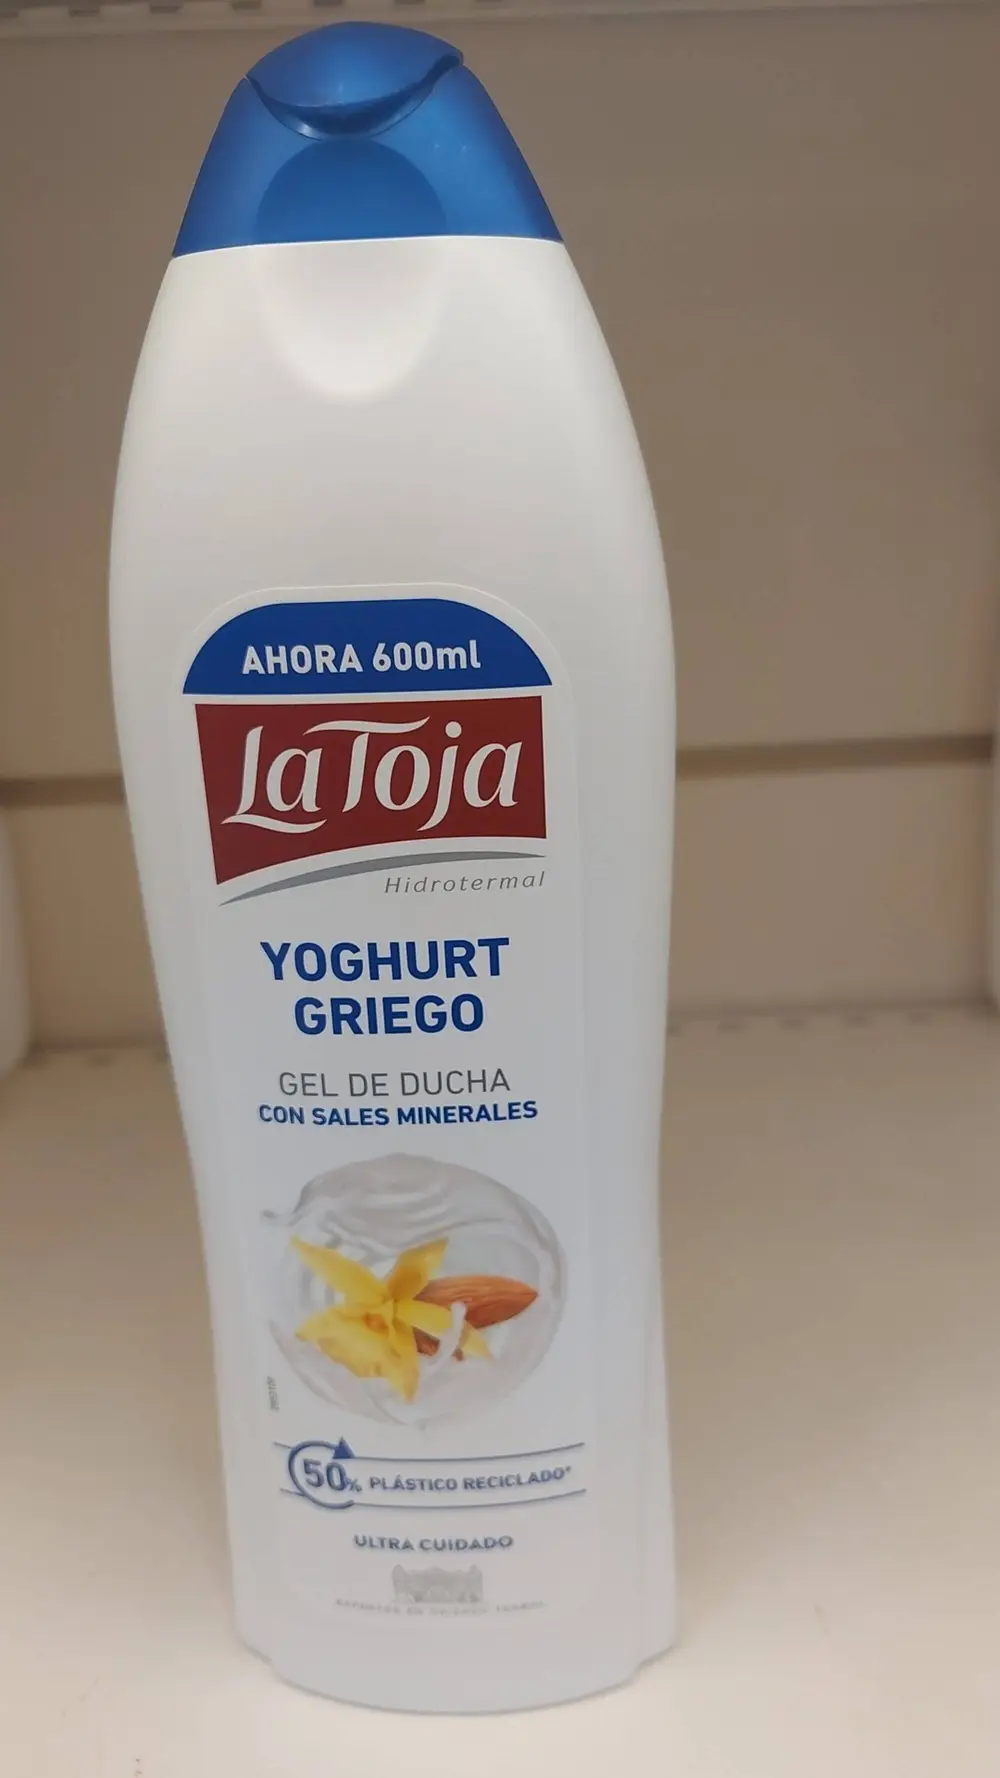 AHORA 600ml
LaToja
Hidrotermal
YOGHURT
GRIEGO
GEL DE DUCHA
CON SALES MINERALES
50% PLÁSTICO RECICLADO*
ULTRA CUIDADO